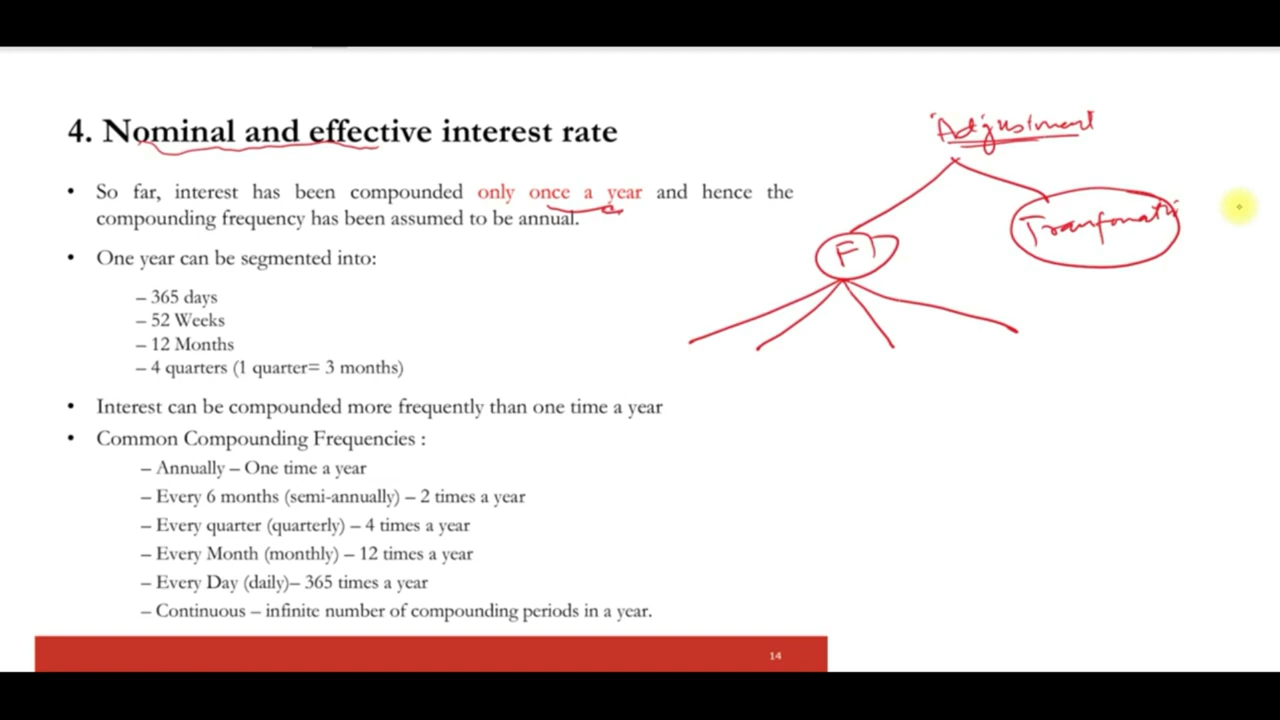 4. Nominal and effective interest rate
• So far, interest has been compounded only once a year and hence the
compounding frequency has been assumed to be annual.
• One year can be segmented into:
– 365 days
– 52 Weeks
– 12 Months
– 4 quarters (1 quarter= 3 months)
• Interest can be compounded more frequently than one time a year
• Common Compounding Frequencies :
– Annually – One time a year
– Every 6 months (semi-annually) – 2 times a year
– Every quarter (quarterly) – 4 times a year
– Every Month (monthly) – 12 times a year
– Every Day (daily)– 365 times a year
– Continuous – infinite number of compounding periods in a year.
14
Adjustment
F